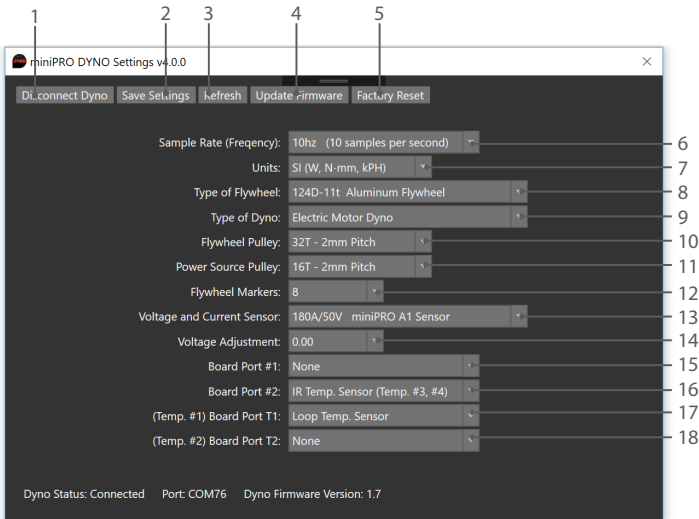 1 2 3 4 5
miniPRO DYNO Settings v4.0.0
Disconnect Dyno Save Settings Refresh Update Firmware Factory Reset
Sample Rate (Freqency): 10hz (10 samples per second) 6
Units: SI (W, N-mm, kPH) 7
Type of Flywheel: 124D-11t Aluminum Flywheel 8
Type of Dyno: Electric Motor Dyno 9
Flywheel Pulley: 32T - 2mm Pitch 10
Power Source Pulley: 16T - 2mm Pitch 11
Flywheel Markers: 8 12
Voltage and Current Sensor: 180A/50V miniPRO A1 Sensor 13
Voltage Adjustment: 0.00 14
Board Port #1: None 15
Board Port #2: IR Temp. Sensor (Temp. #3, #4) 16
(Temp. #1) Board Port T1: Loop Temp. Sensor 17
(Temp. #2) Board Port T2: None 18
Dyno Status: Connected Port: COM76 Dyno Firmware Version: 1.7